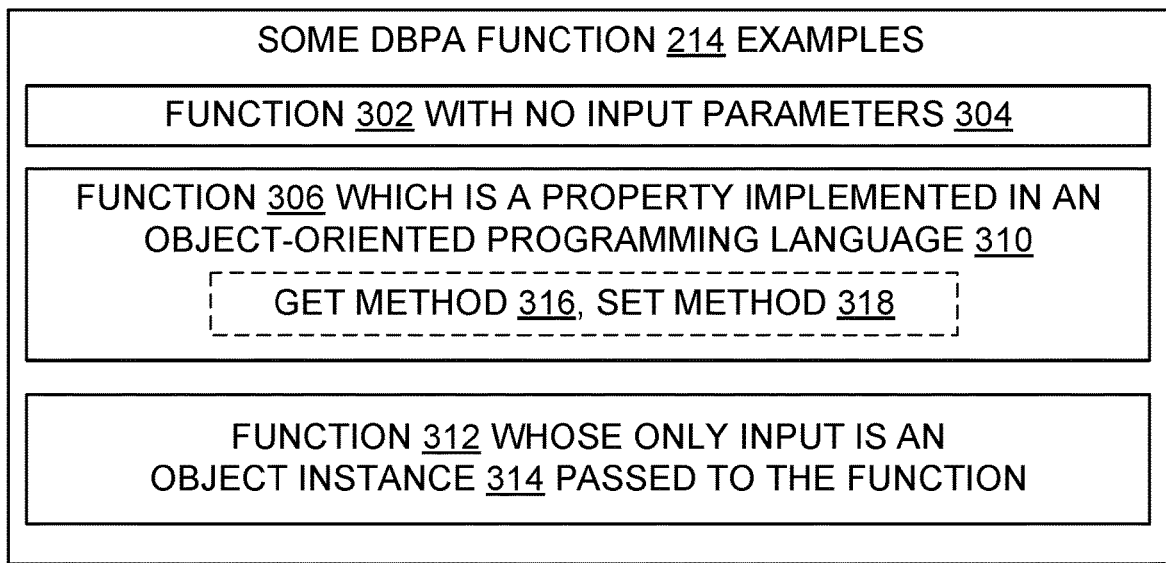 SOME DBPA FUNCTION 214 EXAMPLES
FUNCTION 302 WITH NO INPUT PARAMETERS 304
FUNCTION 306 WHICH IS A PROPERTY IMPLEMENTED IN AN
OBJECT-ORIENTED PROGRAMMING LANGUAGE 310
GET METHOD 316, SET METHOD 318
FUNCTION 312 WHOSE ONLY INPUT IS AN
OBJECT INSTANCE 314 PASSED TO THE FUNCTION